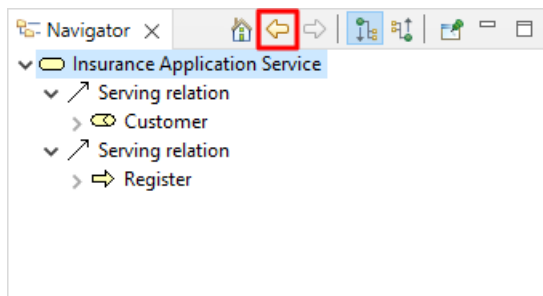 Navigator
Insurance Application Service
Serving relation
Customer
Serving relation
Register